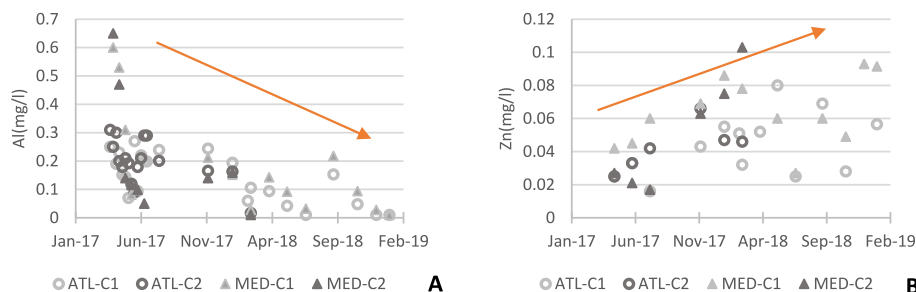 Al(mg/l)
0.7
0.6
0.5
0.4
0.3
0.2
0.1
0
Jan-17 Jun-17 Nov-17 Apr-18 Sep-18 Feb-19
ATL-C1 ATL-C2 MED-C1 MED-C2
A
Zn(mg/l)
0.12
0.1
0.08
0.06
0.04
0.02
0
Jan-17 Jun-17 Nov-17 Apr-18 Sep-18 Feb-19
ATL-C1 ATL-C2 MED-C1 MED-C2
B